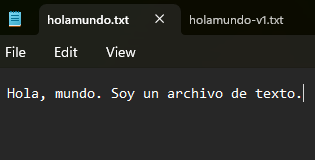 holamundo.txt
holamundo-v1.txt
File Edit View
Hola, mundo. Soy un archivo de texto.